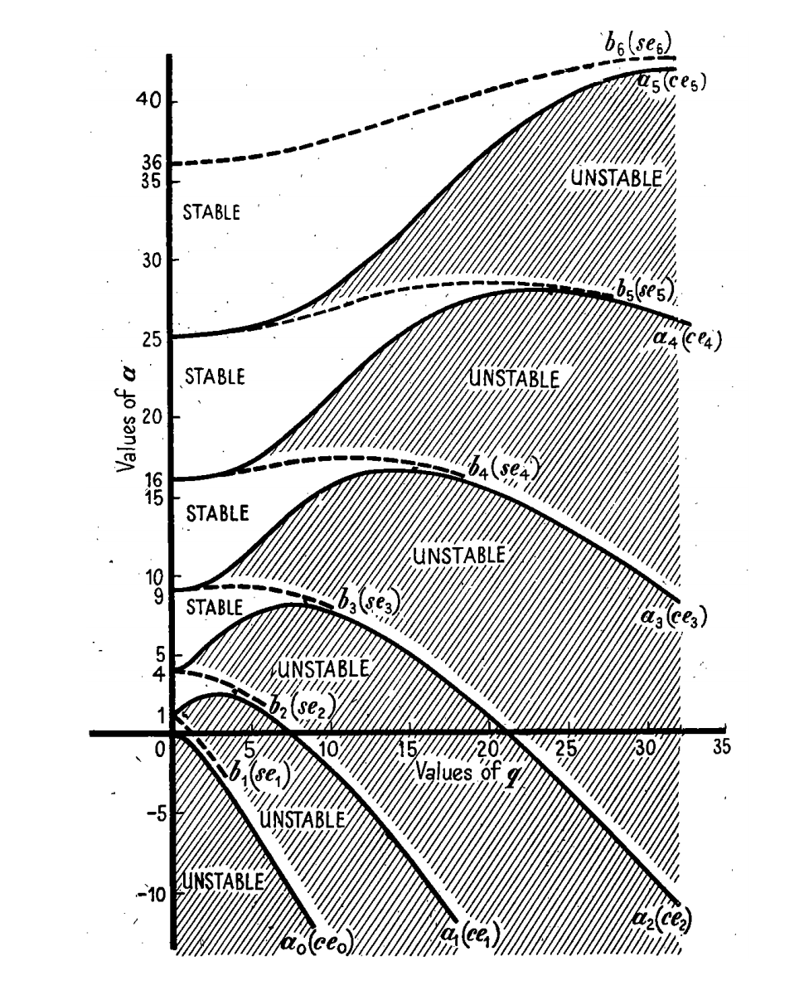 b6(se6)
a5(ce5)
40
36
35
UNSTABLE
STABLE
30
b5(se5)
25
a4(ce4)
Values of a
STABLE
UNSTABLE
20
b4(se4)
16
15
STABLE
UNSTABLE
10
9
b3(se3)
STABLE
a3(ce3)
5
4
UNSTABLE
b2(se2)
1
0 5 10 15 20 25 30 35
Values of q
b1(se1)
-5
UNSTABLE
UNSTABLE
-10
a2(ce2)
a1(ce1)
a0(ce0)